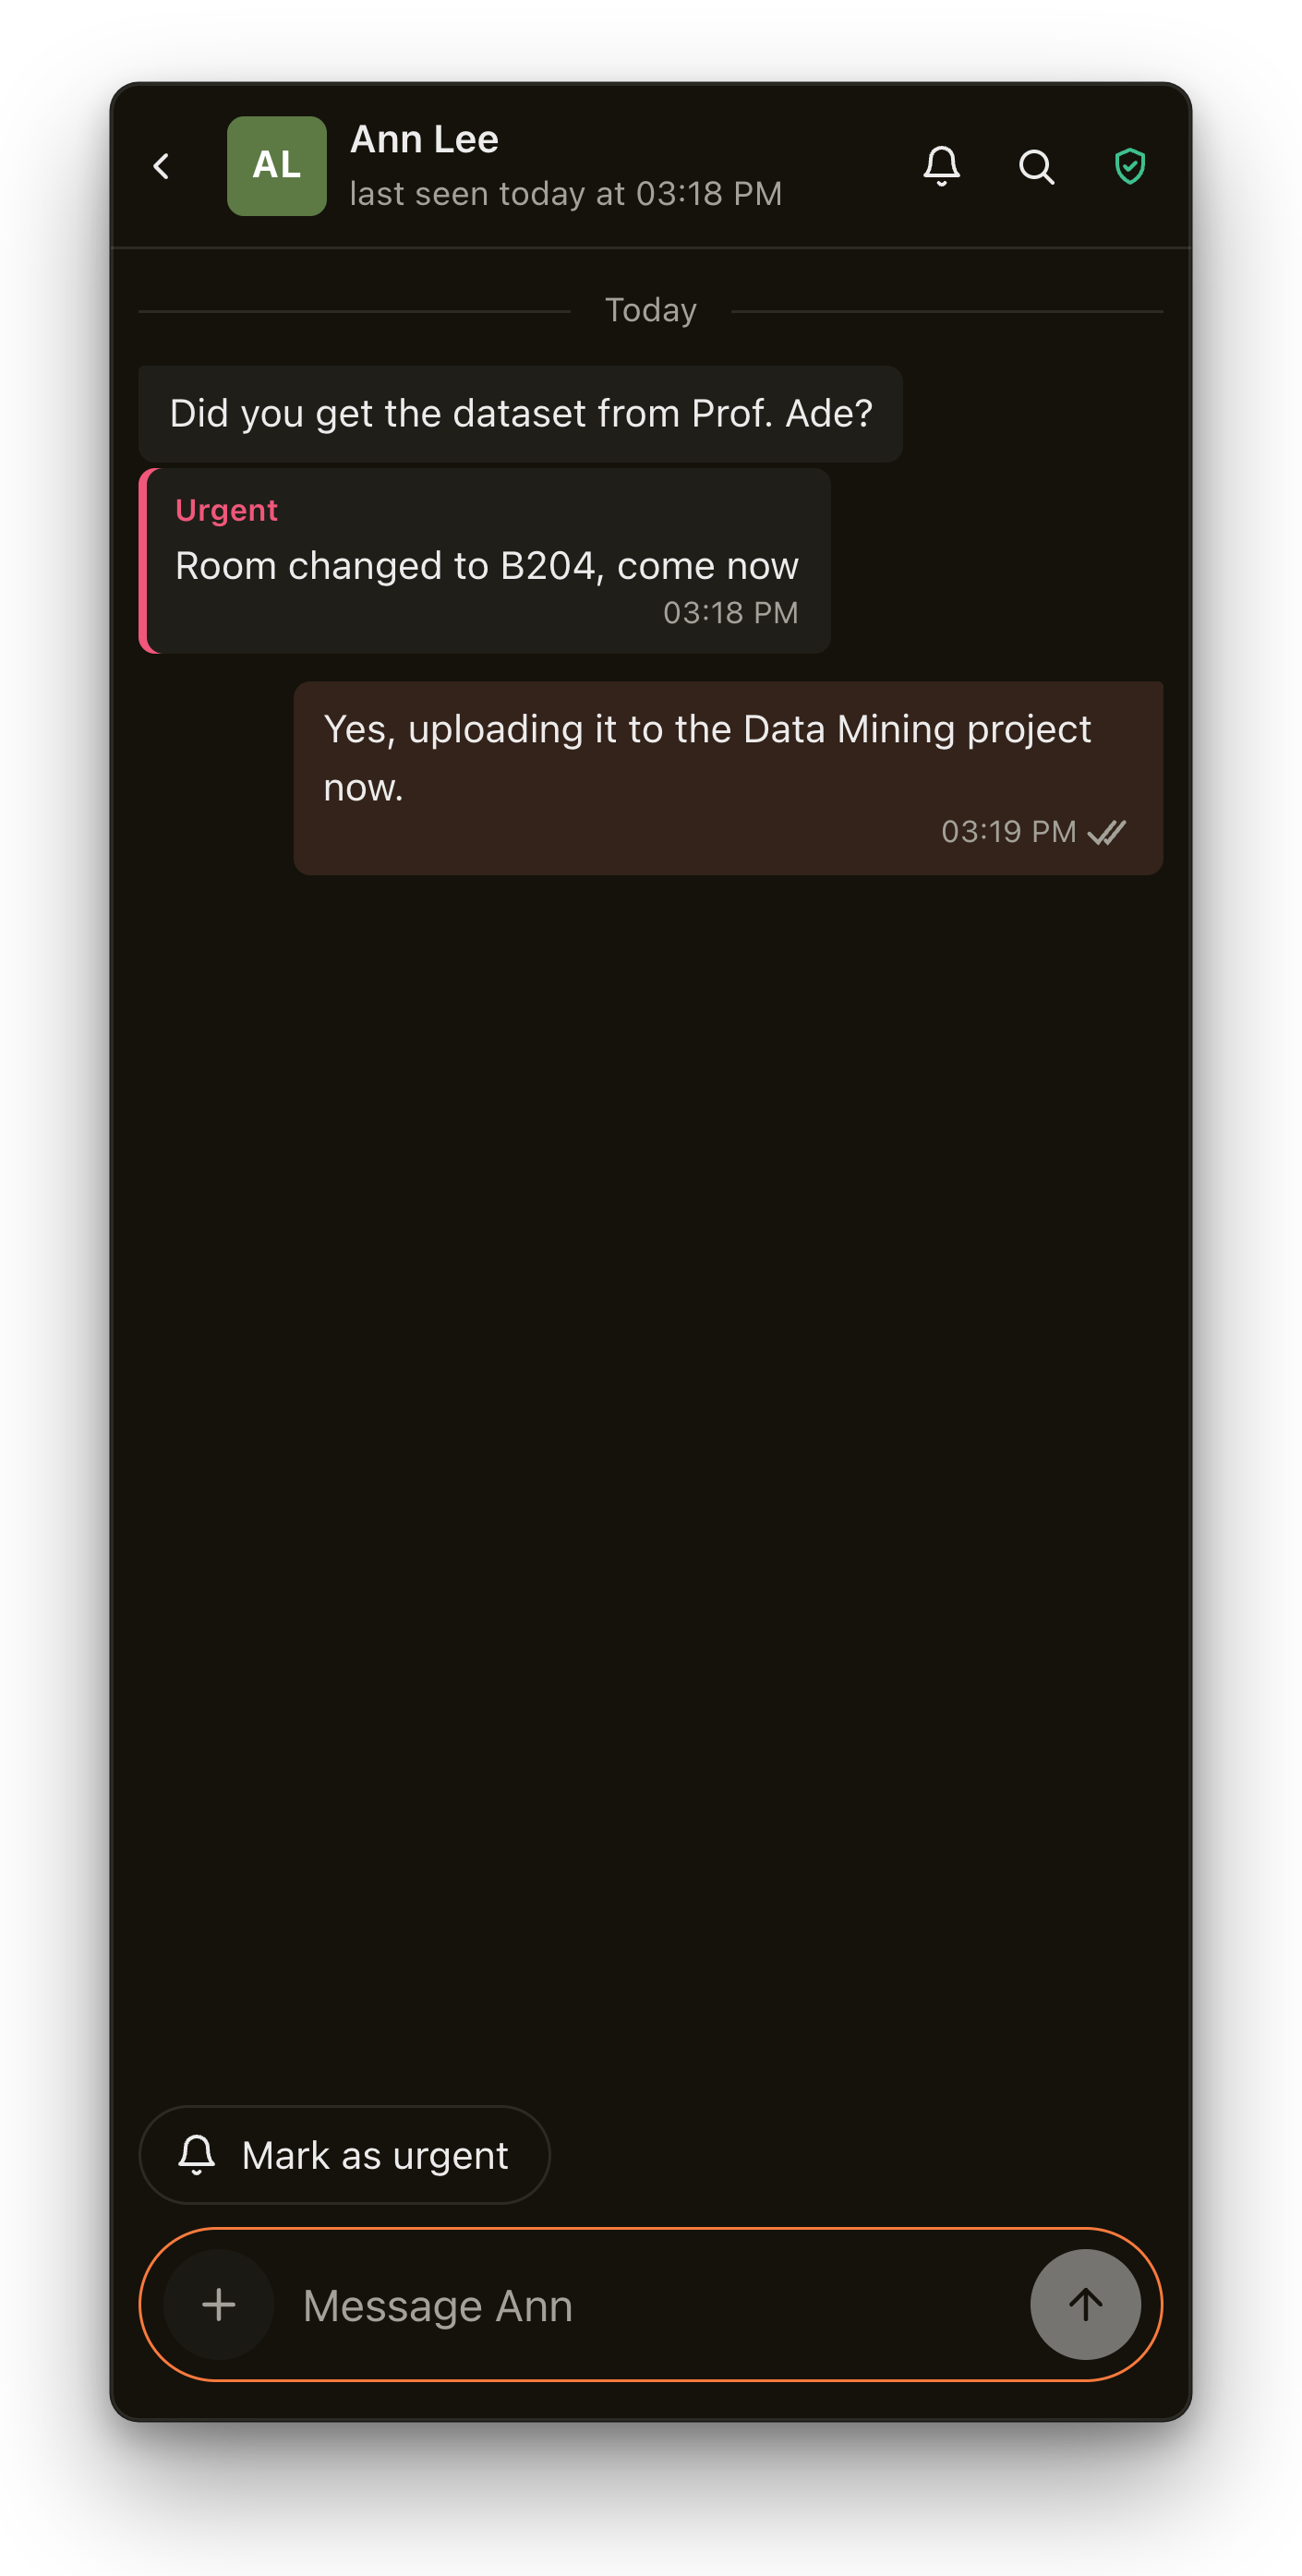 AL
Ann Lee
last seen today at 03:18 PM
Today
Did you get the dataset from Prof. Ade?
Urgent
Room changed to B204, come now
03:18 PM
Yes, uploading it to the Data Mining project
now.
03:19 PM
Mark as urgent
Message Ann